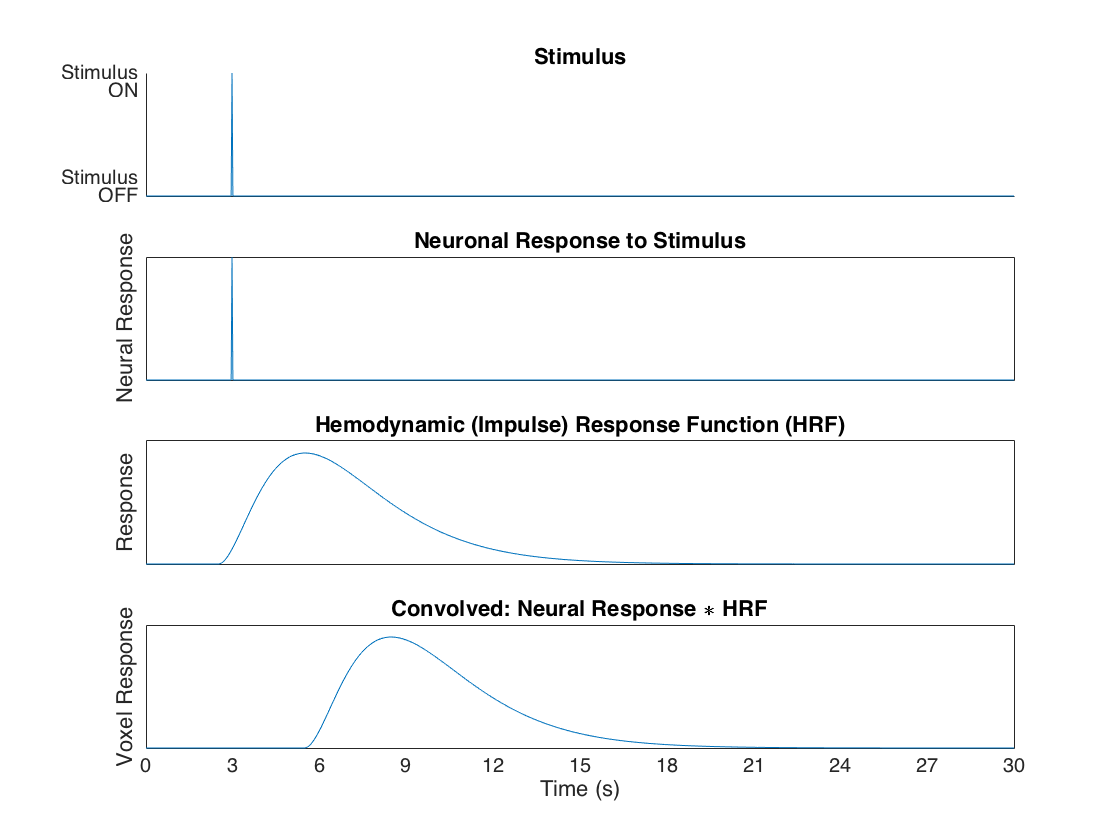 Stimulus
Stimulus
ON
Stimulus
OFF
Neuronal Response to Stimulus
Neural Response
Hemodynamic (Impulse) Response Function (HRF)
Response
Convolved: Neural Response ∗ HRF
Voxel Response
0 3 6 9 12 15 18 21 24 27 30
Time (s)